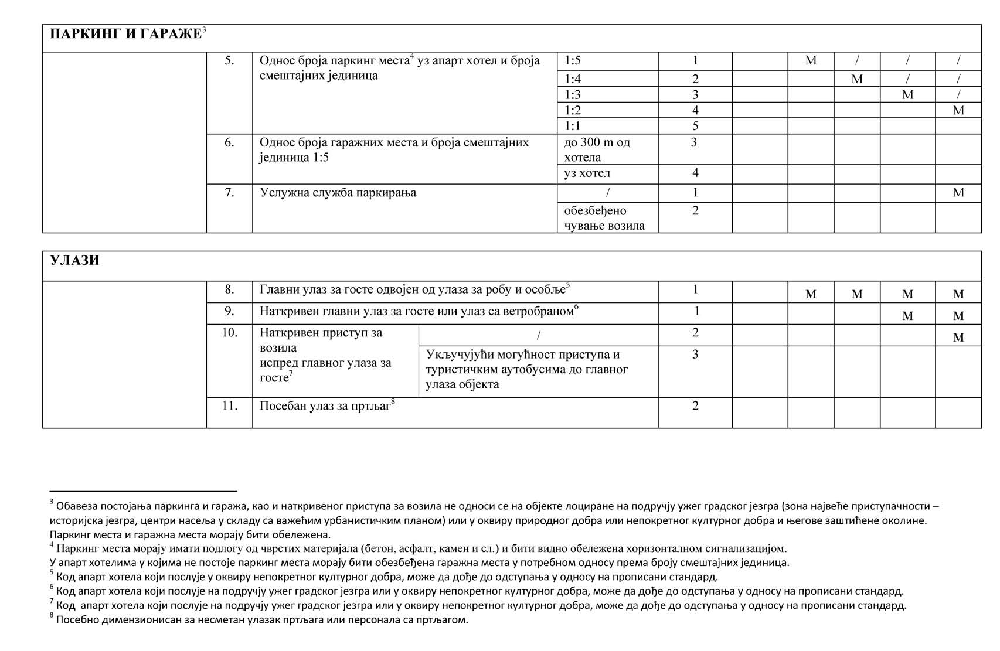 ПАРКИНГ И ГАРАЖЕ3
5. Однос броја паркинг места4 уз апарт хотел и броја 1:5 1 М / / /
смештајних јединица
1:4 2 М / /
1:3 3 М /
1:2 4 М
1:1 5
6. Однос броја гаражних места и броја смештајних до 300 m од 3
јединица 1:5 хотела
уз хотел 4
7. Услужна служба паркирања / 1 М
обезбеђено 2
чување возила
УЛАЗИ
8. Главни улаз за госте одвојен од улаза за робу и особље5 1 М М М М
9. Наткривен главни улаз за госте или улаз са ветробраном6 1 М М
10. Наткривен приступ за / 2 М
возила
испред главног улаза за
госте7
Укључујући могућност приступа и 3
туристичким аутобусима до главног
улаза објекта
11. Посебан улаз за пртљаг8 2
3 Обавеза постојања паркинга и гаража, као и наткривеног приступа за возила не односи се на објекте лоциране на подручју ужег градског језгра (зона највеће приступачности –
историјска језгра, центри насеља у складу са важећим урбанистичким планом) или у оквиру природног добра или непокретног културног добра и његове заштићене околине.
Паркинг места и гаражна места морају бити обележена.
4 Паркинг места морају имати подлогу од чврстих материјала (бетон, асфалт, камен и сл.) и бити видно обележена хоризонталном сигнализацијом.
У апарт хотелима у којима не постоје паркинг места морају бити обезбеђена гаражна места у потребном односу према броју смештајних јединица.
5 Код апарт хотела који послује у оквиру непокретног културног добра, може да дође до одступања у односу на прописани стандард.
6 Код апарт хотела који послује на подручју ужег градског језгра или у оквиру непокретног културног добра, може да дође до одступања у односу на прописани стандард.
7 Код апарт хотела који послује на подручју ужег градског језгра или у оквиру непокретног културног добра, може да дође до одступања у односу на прописани стандард.
8 Посебно димензионисан за несметан улазак пртљага или персонала са пртљагом.